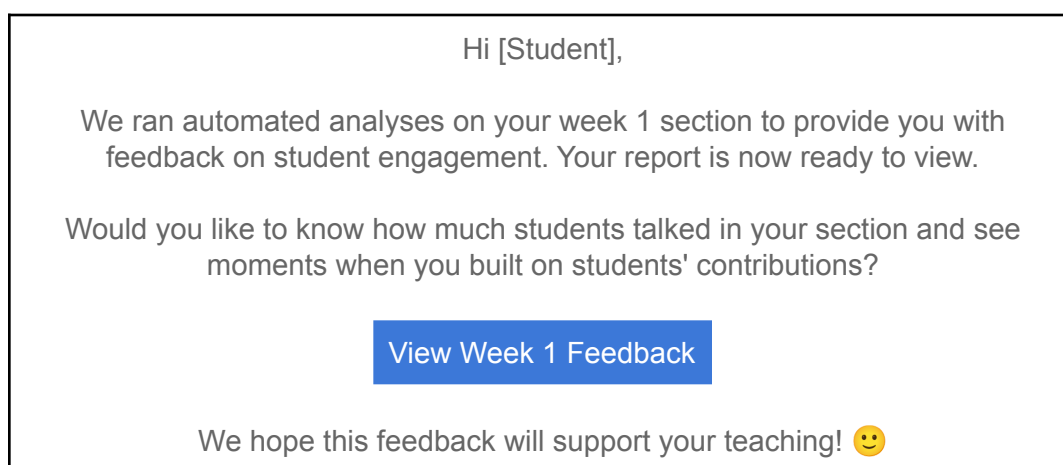 Hi [Student],
We ran automated analyses on your week 1 section to provide you with
feedback on student engagement. Your report is now ready to view.
Would you like to know how much students talked in your section and see
moments when you built on students' contributions?
View Week 1 Feedback
We hope this feedback will support your teaching! 🙂